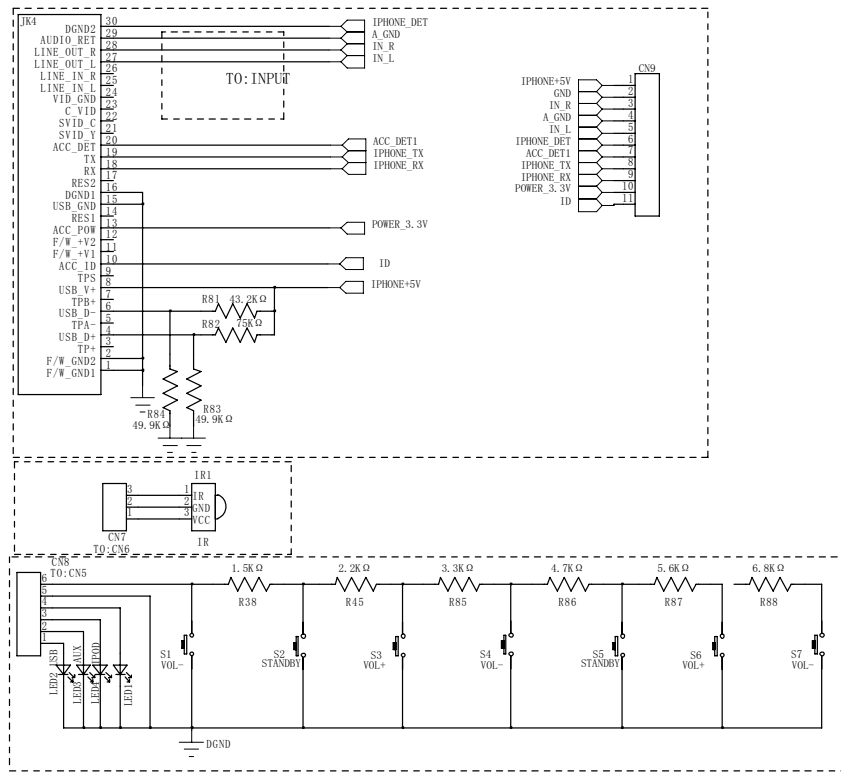 JK4
DGND2 30 IPHONE_DET
AUDIO_RET 29 A_GND
LINE_OUT_R 28 IN_R
LINE_OUT_L 27 IN_L
LINE_IN_R 26
LINE_IN_L 25
VID_GND 24
C_VID 23
SVID_C 22
SVID_Y 21
ACC_DET 20 ACC_DET1
TX 19 IPHONE_TX
RX 18 IPHONE_RX
RES2 17
DGND1 16
USB_GND 15
RES1 14
ACC_POW 13 POWER_3.3V
F/W_+V2 12
F/W_+V1 11
ACC_ID 10 ID
TPS 9
USB_V+ 8 IPHONE+5V
TPB+ 7
USB_D- 6
TPA- 5
USB_D+ 4
TP+ 3
F/W_GND2 2
F/W_GND1 1
TO:INPUT
R81 43.2KΩ
R82 75KΩ
R84
49.9KΩ
R83
49.9KΩ
CN9
IPHONE+5V 1
GND 2
IN_R 3
A_GND 4
IN_L 5
IPHONE_DET 6
ACC_DET1 7
IPHONE_TX 8
IPHONE_RX 9
POWER_3.3V 10
ID 11
IR1
3 1 IR
2 2 GND
1 3 VCC
CN7
TO:CN6
IR
CN8
TO:CN5
6
5
4
3
2
1
LED2 USB
LED3 AUX
LED4 IPOD
LED1
1.5KΩ
R38
2.2KΩ
R45
3.3KΩ
R85
4.7KΩ
R86
5.6KΩ
R87
6.8KΩ
R88
S1
VOL-
S2
STANDBY
S3
VOL+
S4
VOL-
S5
STANDBY
S6
VOL+
S7
VOL-
DGND